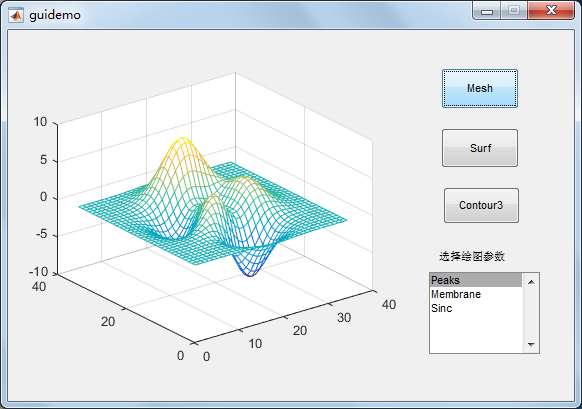 guidemo
Mesh
Surf
Contour3
选择绘图参数
Peaks
Membrane
Sinc
10
5
0
-5
-10
40
20
0
0
10
20
30
40